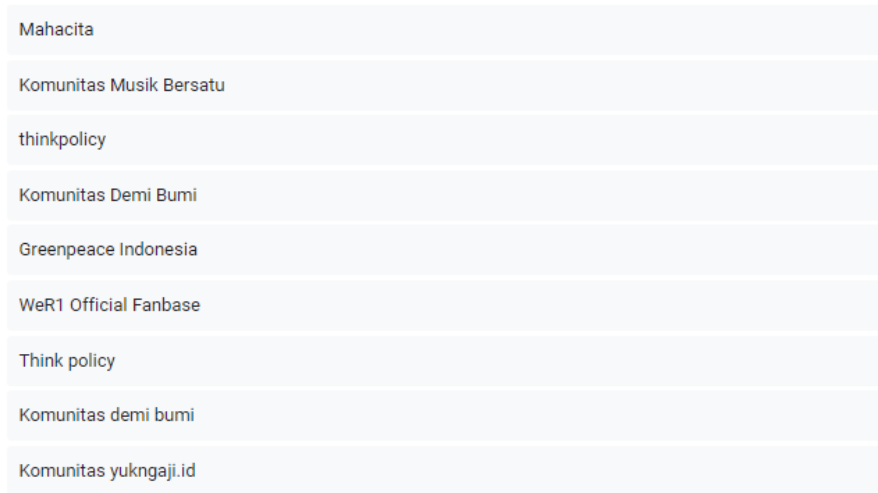 Mahacita
Komunitas Musik Bersatu
thinkpolicy
Komunitas Demi Bumi
Greenpeace Indonesia
WeR1 Official Fanbase
Think policy
Komunitas demi bumi
Komunitas yukngaji.id